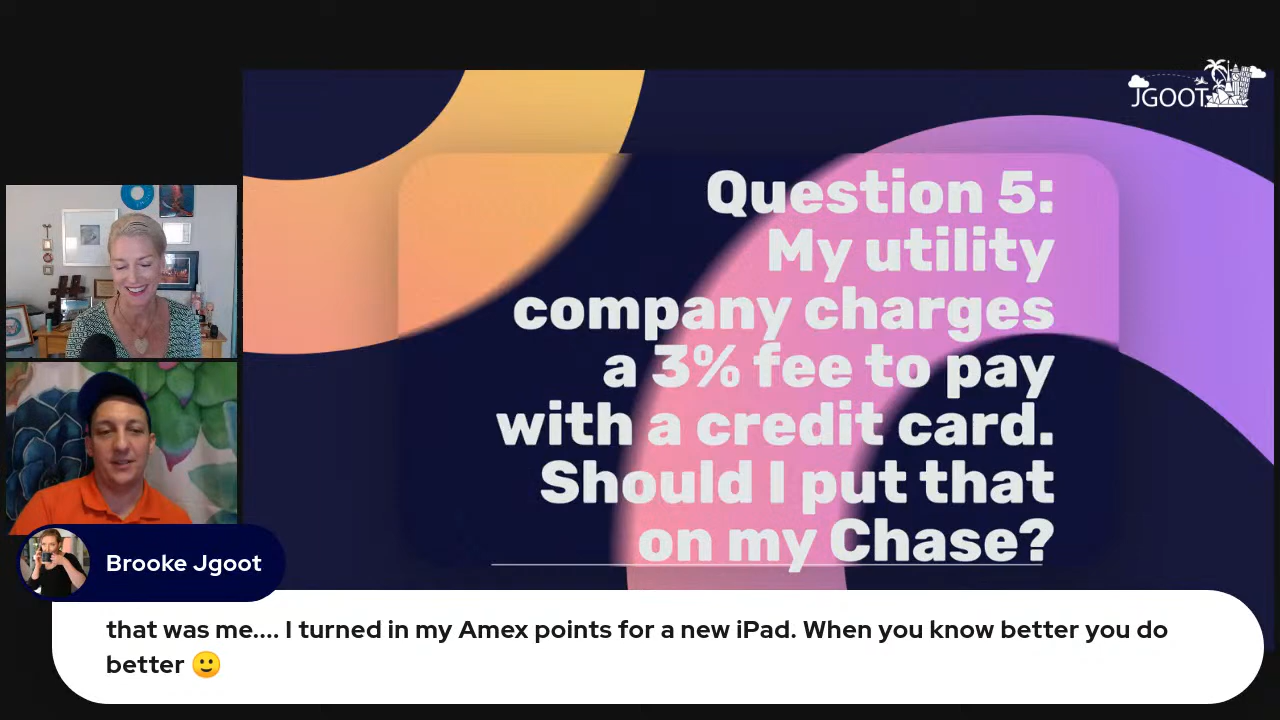 JGOOT
Question 5:
My utility
company charges
a 3% fee to pay
with a credit card.
Should I put that
on my Chase?
Brooke Jgoot
that was me.... I turned in my Amex points for a new iPad. When you know better you do
better 🙂